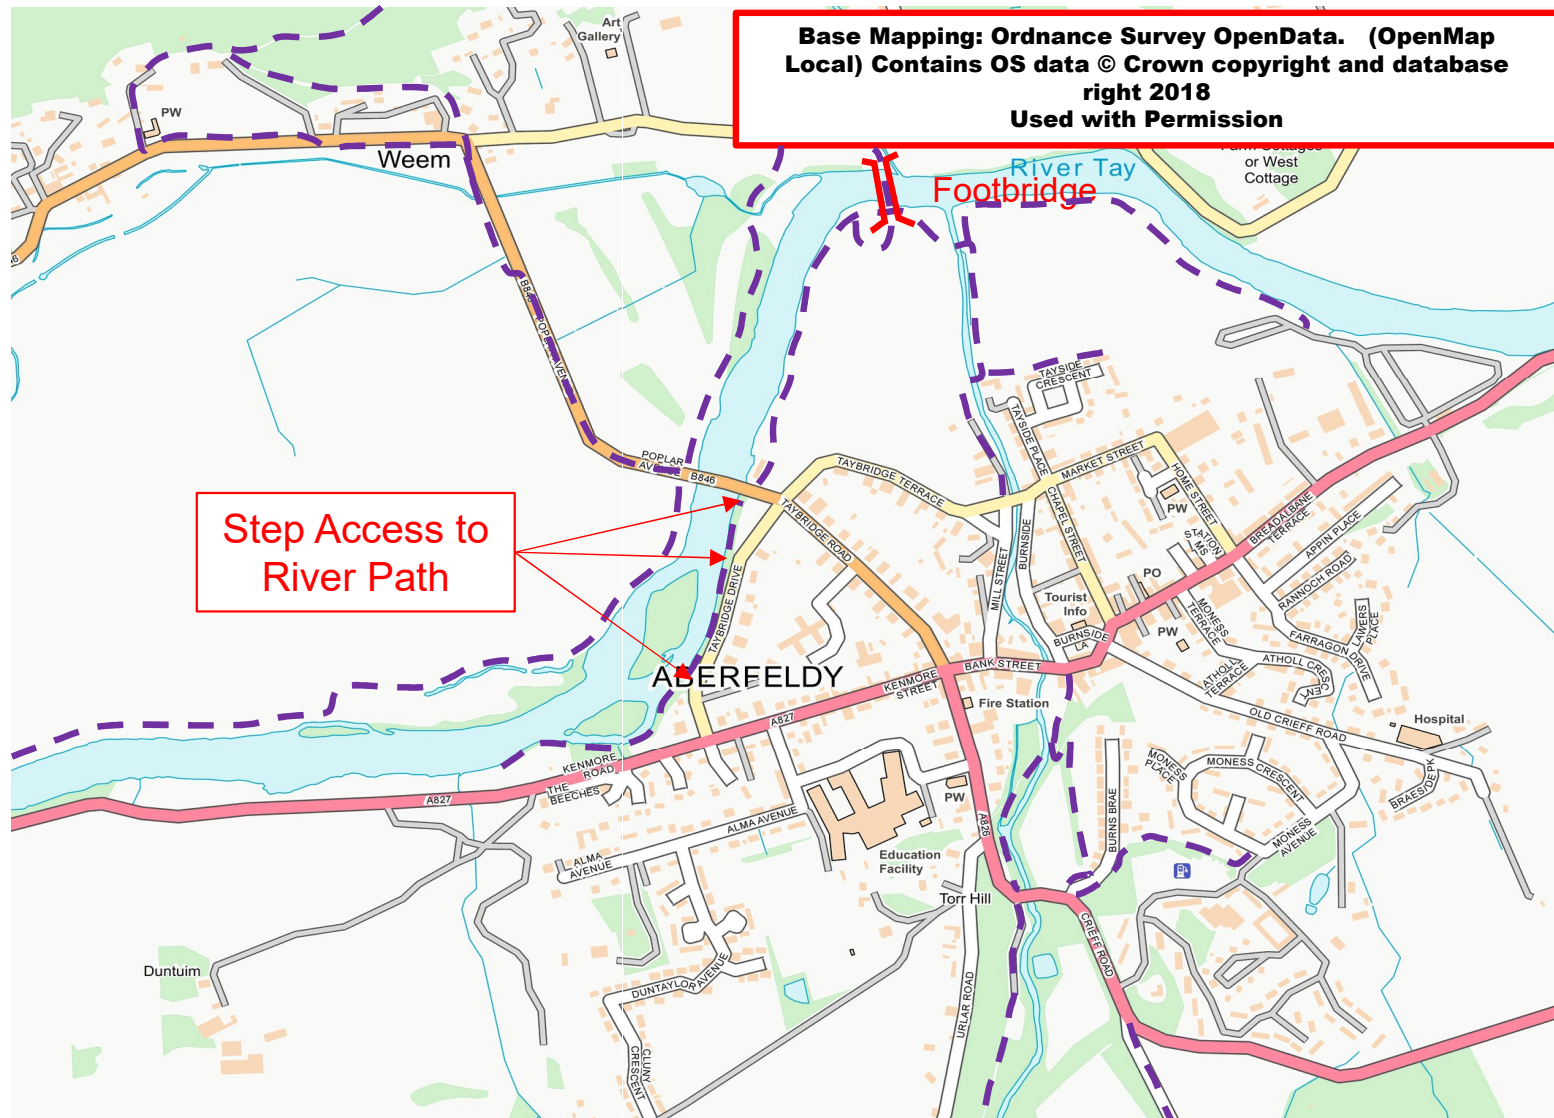 Base Mapping: Ordnance Survey OpenData. (OpenMap
Local) Contains OS data © Crown copyright and database
right 2018
Used with Permission
Art
Gallery
PW
Weem
or West
Cottage
River Tay
Footbridge
B846
POPLAR
AVENUE
B846
Step Access to
River Path
TAYBRIDGE TERRACE
TAYBRIDGE ROAD
TAYBRIDGE DRIVE
TAYSIDE
CRESCENT
TAYSIDE PLACE
MARKET STREET
CHAPEL STREET
HOME STREET
PW
BURNSIDE
MILL STREET
STATION
MS
BREADALBANE
TERRACE
APPIN PLACE
RANNOCH ROAD
PO
Tourist
Info
MONESS
TERRACE
PW
BURNSIDE
LA
LAWERS
PLACE
FARRAGON DRIVE
ATHOLL CRESCENT
ATHOLL
TERRACE
ABERFELDY
BANK STREET
KENMORE
STREET
Fire Station
OLD CRIEFF ROAD
Hospital
A827
KENMORE
ROAD
THE
BEECHES
A827
MONESS
PLACE
MONESS CRESCENT
BRAESIDE PK
BURNS BRAE
PW
A826
ALMA AVENUE
MONESS
AVENUE
ALMA
AVENUE
Education
Facility
Torr Hill
CRIEFF ROAD
Duntuim
DUNTAYLOR AVENUE
URLAR ROAD
CLUNY
CRESCENT